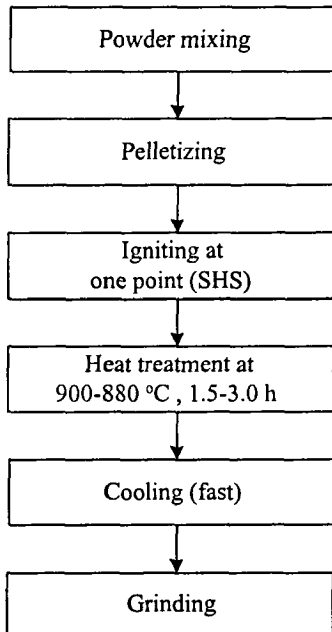 Powder mixing
Pelletizing
Igniting at
one point (SHS)
Heat treatment at
900-880 °C , 1.5-3.0 h
Cooling (fast)
Grinding